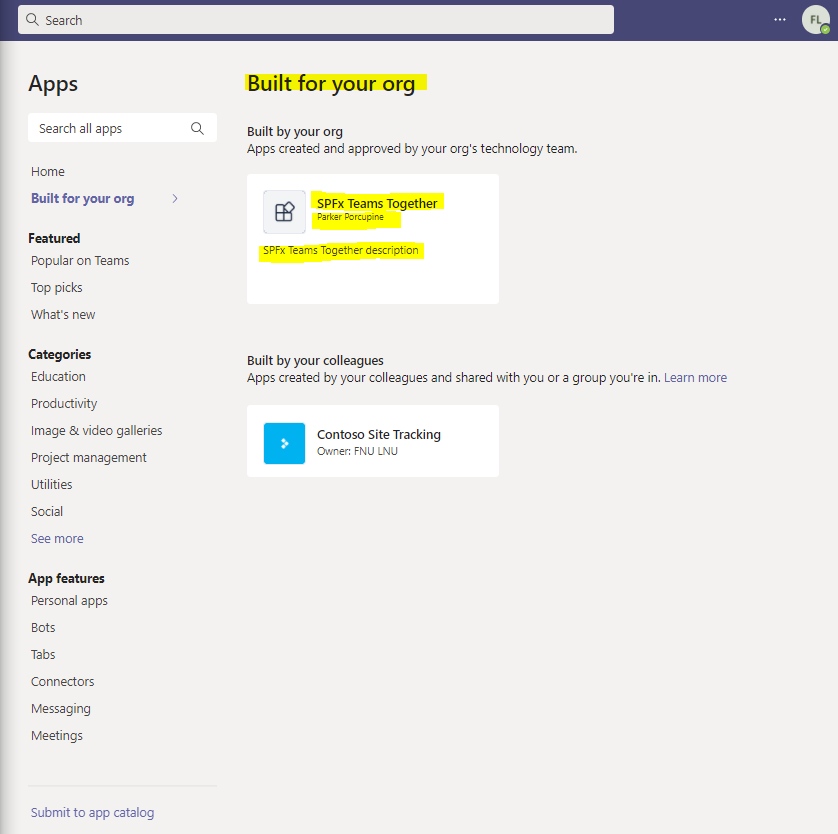 Search
FL
Apps
Search all apps
Home
Built for your org
Featured
Popular on Teams
Top picks
What's new
Categories
Education
Productivity
Image & video galleries
Project management
Utilities
Social
See more
App features
Personal apps
Bots
Tabs
Connectors
Messaging
Meetings
Submit to app catalog
Built for your org
Built by your org
Apps created and approved by your org's technology team.
SPFx Teams Together
Parker Porcupine
SPFx Teams Together description
Built by your colleagues
Apps created by your colleagues and shared with you or a group you're in. Learn more
Contoso Site Tracking
Owner: FNU LNU